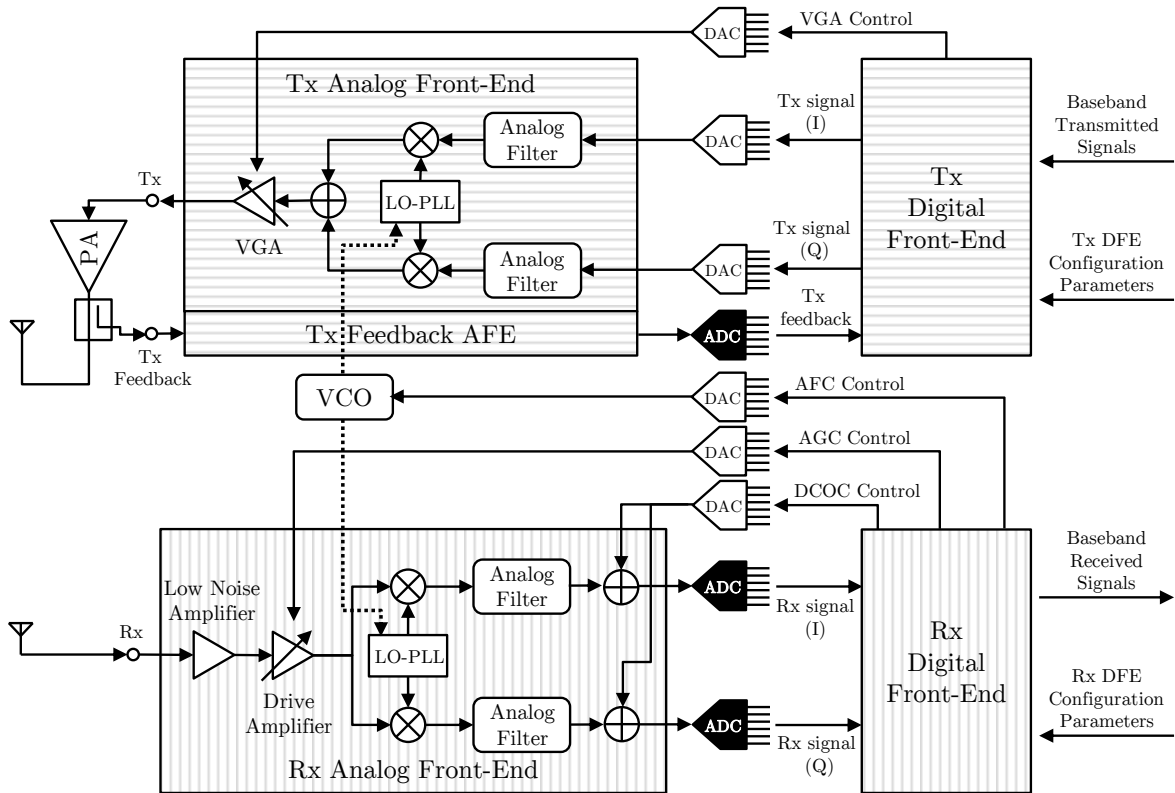 VGA Control
DAC
Tx Analog Front-End
Tx signal
(I)
Baseband
Transmitted
Signals
Analog
Filter
DAC
Tx
LO-PLL
Tx
Digital
Front-End
PA
VGA
Tx signal
(Q)
Tx DFE
Configuration
Parameters
Analog
Filter
DAC
Tx
feedback
Tx Feedback AFE
ADC
Tx
Feedback
VCO
DAC
AFC Control
DAC
AGC Control
DAC
DCOC Control
Baseband
Received
Signals
Low Noise
Amplifier
Analog
Filter
ADC
Rx signal
(I)
Rx
LO-PLL
Rx
Digital
Front-End
Drive
Amplifier
Rx DFE
Configuration
Parameters
Analog
Filter
ADC
Rx signal
(Q)
Rx Analog Front-End